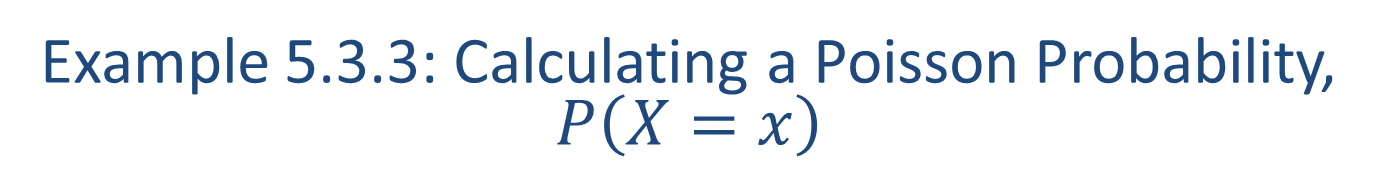 Example 5.3.3: Calculating a Poisson Probability,
P(X = x)